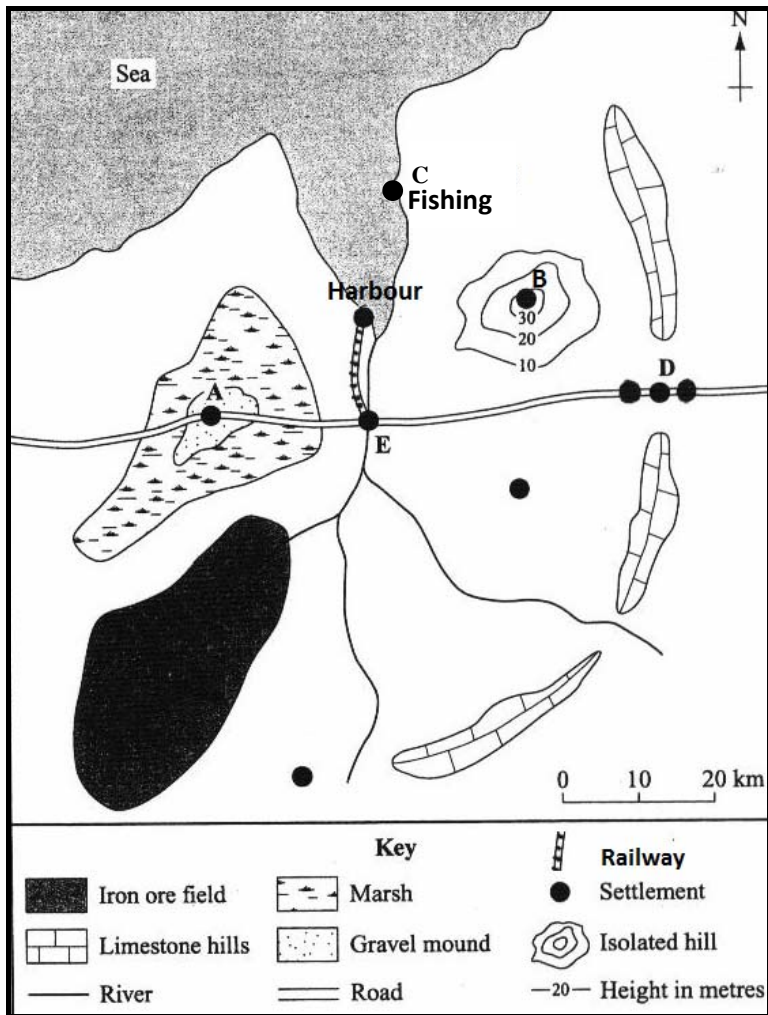 N
Sea
C
Fishing
B
Harbour
30
20
10
D
A
E
0 10 20 km
Key
Railway
Iron ore field
Marsh
Settlement
Limestone hills
Gravel mound
Isolated hill
River
Road
—20— Height in metres